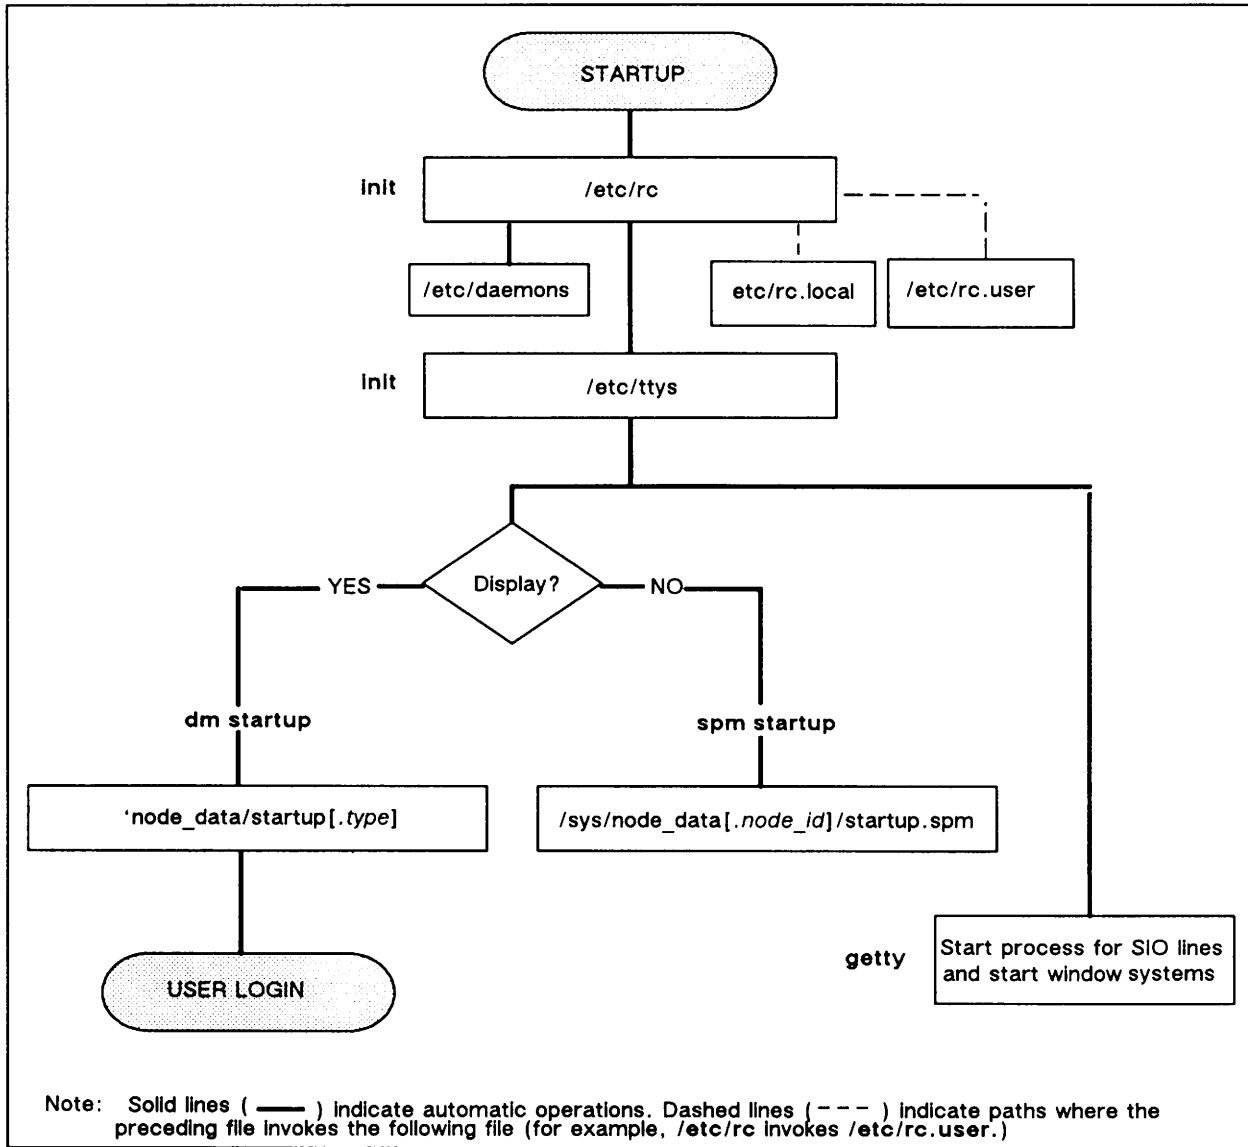 STARTUP
init
/etc/rc
/etc/daemons
etc/rc.local
/etc/rc.user
init
/etc/ttys
Display?
YES
NO
dm startup
spm startup
‘node_data/startup[.type]
/sys/node_data[.node_id]/startup.spm
getty
Start process for SIO lines
and start window systems
USER LOGIN
Note: Solid lines ( —— ) indicate automatic operations. Dashed lines ( - - - ) indicate paths where the
preceding file invokes the following file (for example, /etc/rc invokes /etc/rc.user.)